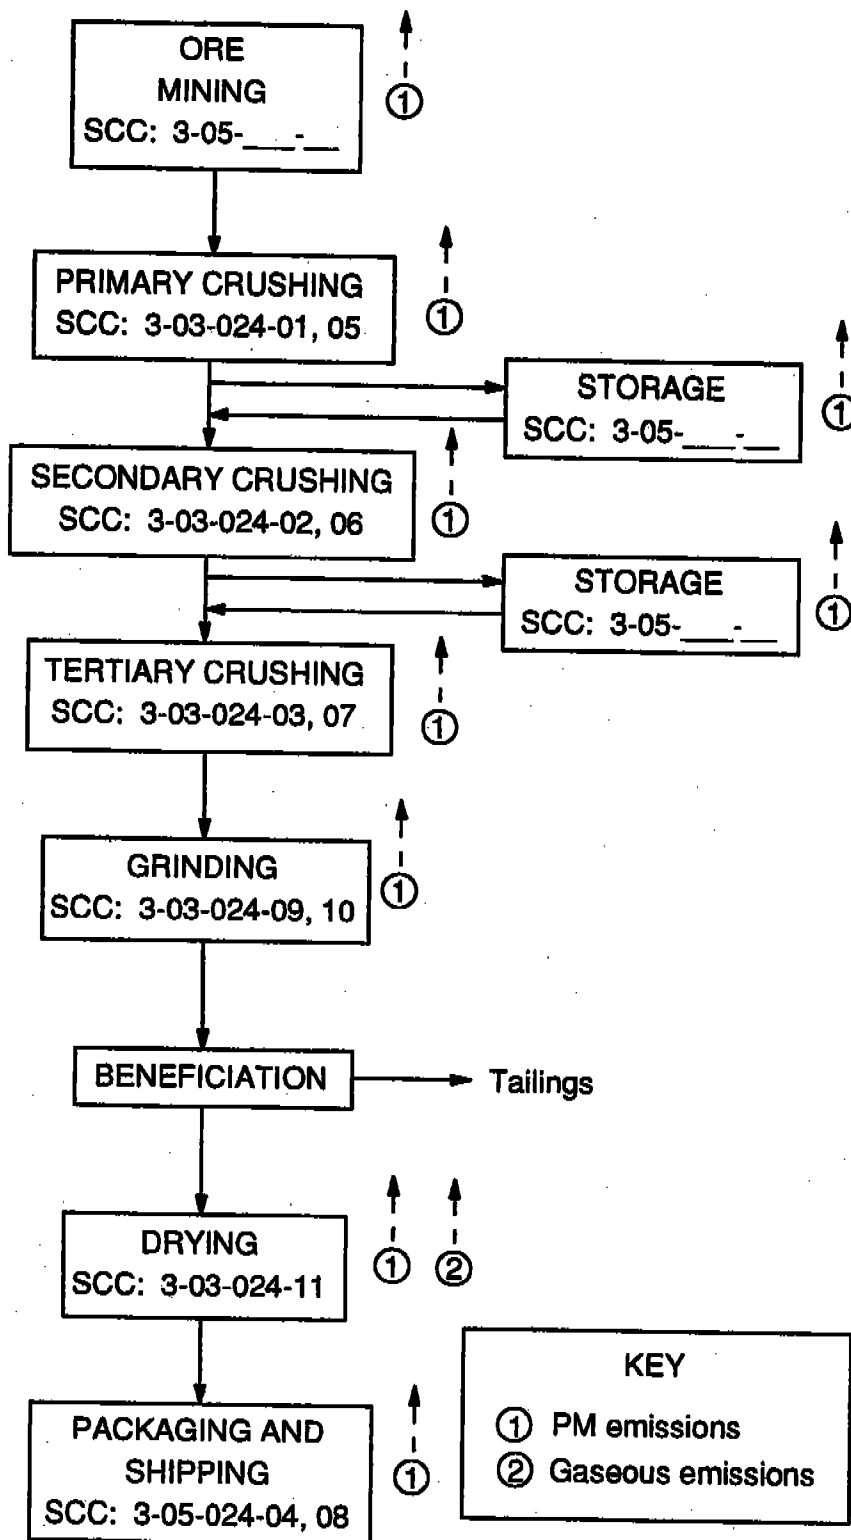 ORE
MINING
SCC: 3-05-___-__
①
PRIMARY CRUSHING
SCC: 3-03-024-01, 05
①
STORAGE
SCC: 3-05-___-__
①
SECONDARY CRUSHING
SCC: 3-03-024-02, 06
①
STORAGE
SCC: 3-05-___-__
①
TERTIARY CRUSHING
SCC: 3-03-024-03, 07
①
GRINDING
SCC: 3-03-024-09, 10
①
BENEFICIATION
Tailings
DRYING
SCC: 3-03-024-11
① ②
PACKAGING AND
SHIPPING
SCC: 3-05-024-04, 08
①
KEY
① PM emissions
② Gaseous emissions